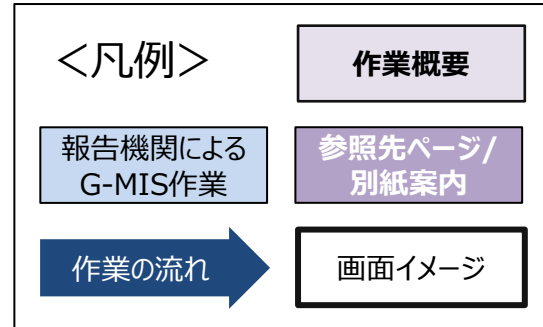 <凡例>
作業概要
報告機関による
G-MIS作業
参照先ページ/
別紙案内
作業の流れ
画面イメージ